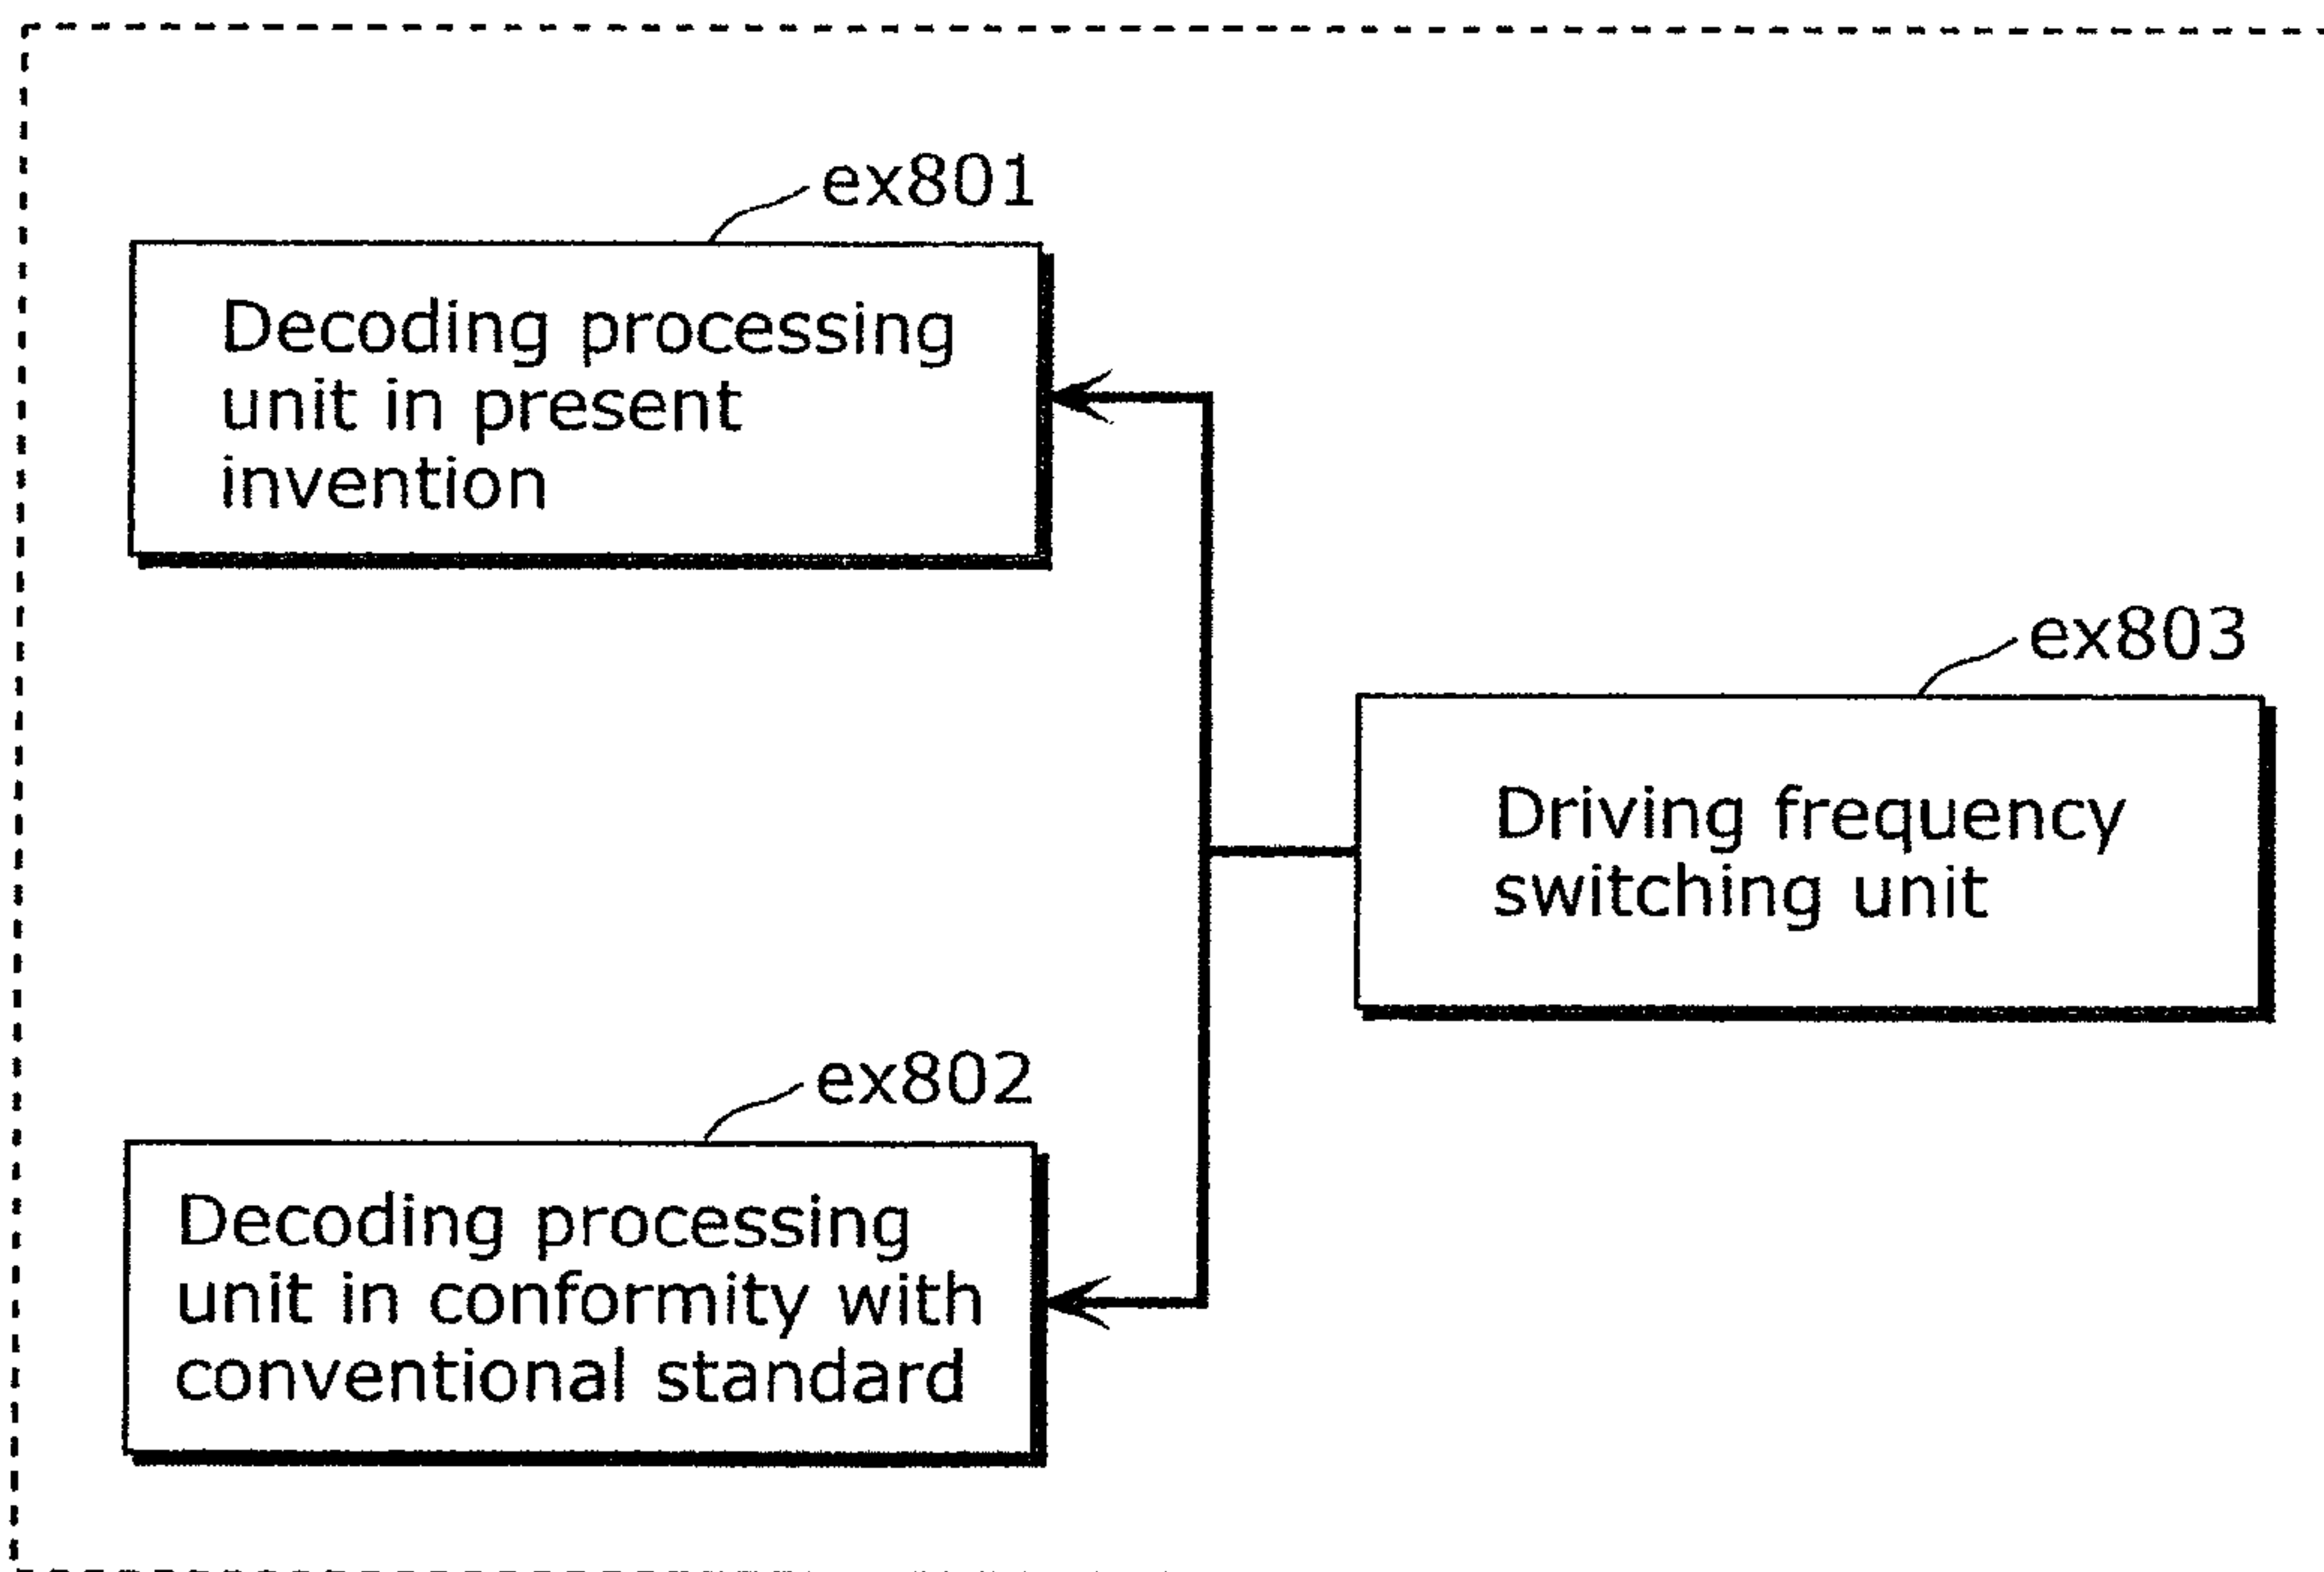 ex801
Decoding processing
unit in present
invention
ex803
Driving frequency
switching unit
ex802
Decoding processing
unit in conformity with
conventional standard